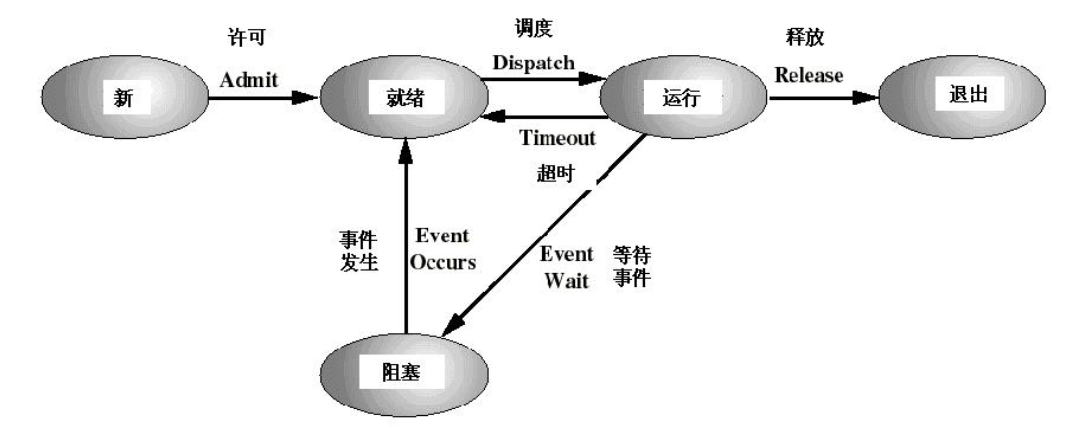 许可
Admit
调度
Dispatch
释放
Release
新
就绪
运行
退出
Timeout
超时
事件
发生
Event
Occurs
Event
Wait
等待
事件
阻塞